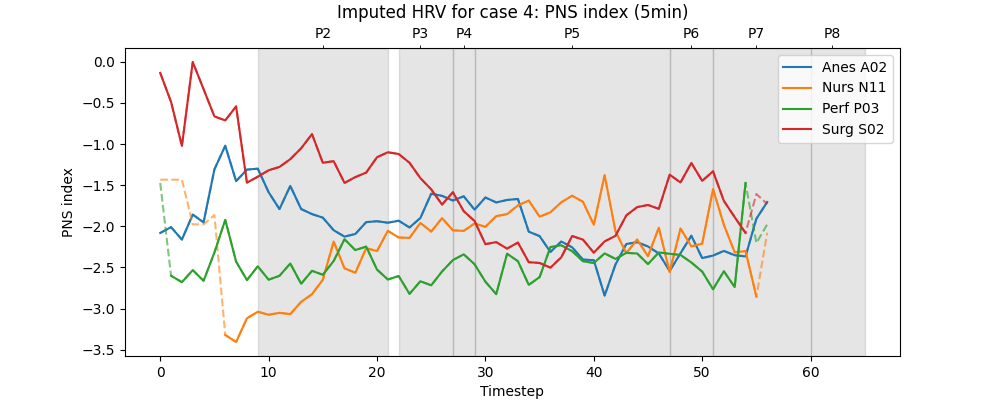 Imputed HRV for case 4: PNS index (5min)
P2 P3 P4 P5 P6 P7 P8
0.0
−0.5
−1.0
−1.5
−2.0
−2.5
−3.0
−3.5
PNS index
Anes A02
Nurs N11
Perf P03
Surg S02
0 10 20 30 40 50 60
Timestep